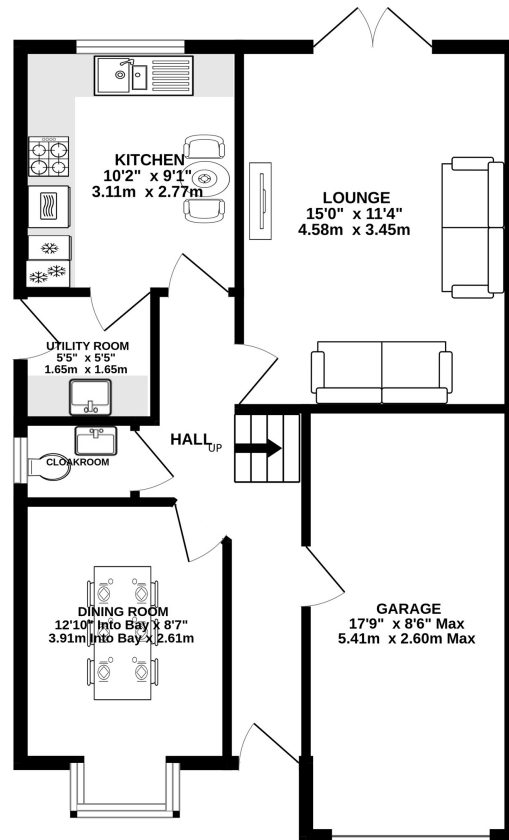 KITCHEN
10'2" x 9'1"
3.11m x 2.77m
LOUNGE
15'0" x 11'4"
4.58m x 3.45m
UTILITY ROOM
5'5" x 5'5"
1.65m x 1.65m
HALL
UP
CLOAKROOM
DINING ROOM
12'10" Into Bay x 8'7"
3.91m Into Bay x 2.61m
GARAGE
17'9" x 8'6" Max
5.41m x 2.60m Max